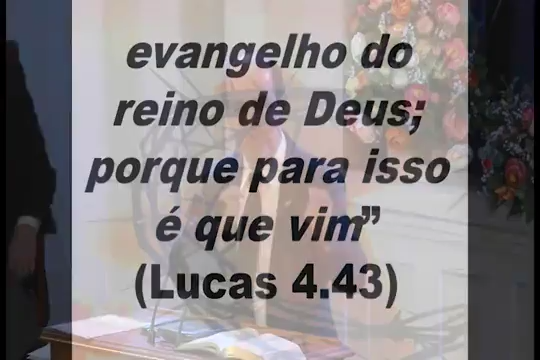 evangelho do
reino de Deus;
porque para isso
é que vim”
(Lucas 4.43)